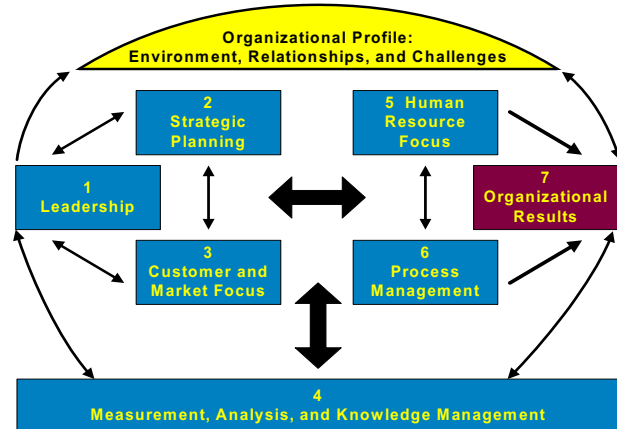 Organizational Profile:
Environment, Relationships, and Challenges
2
Strategic
Planning
5 Human
Resource
Focus
1
Leadership
7
Organizational
Results
3
Customer and
Market Focus
6
Process
Management
4
Measurement, Analysis, and Knowledge Management